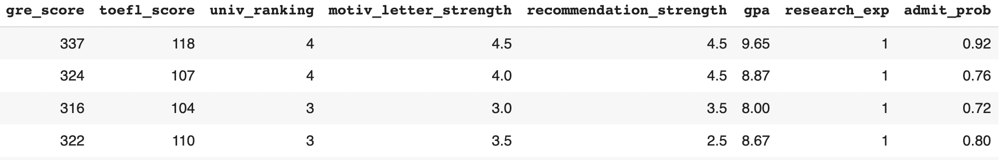 gre_score toefl_score univ_ranking motiv_letter_strength recommendation_strength gpa research_exp admit_prob
337 118 4 4.5 4.5 9.65 1 0.92
324 107 4 4.0 4.5 8.87 1 0.76
316 104 3 3.0 3.5 8.00 1 0.72
322 110 3 3.5 2.5 8.67 1 0.80